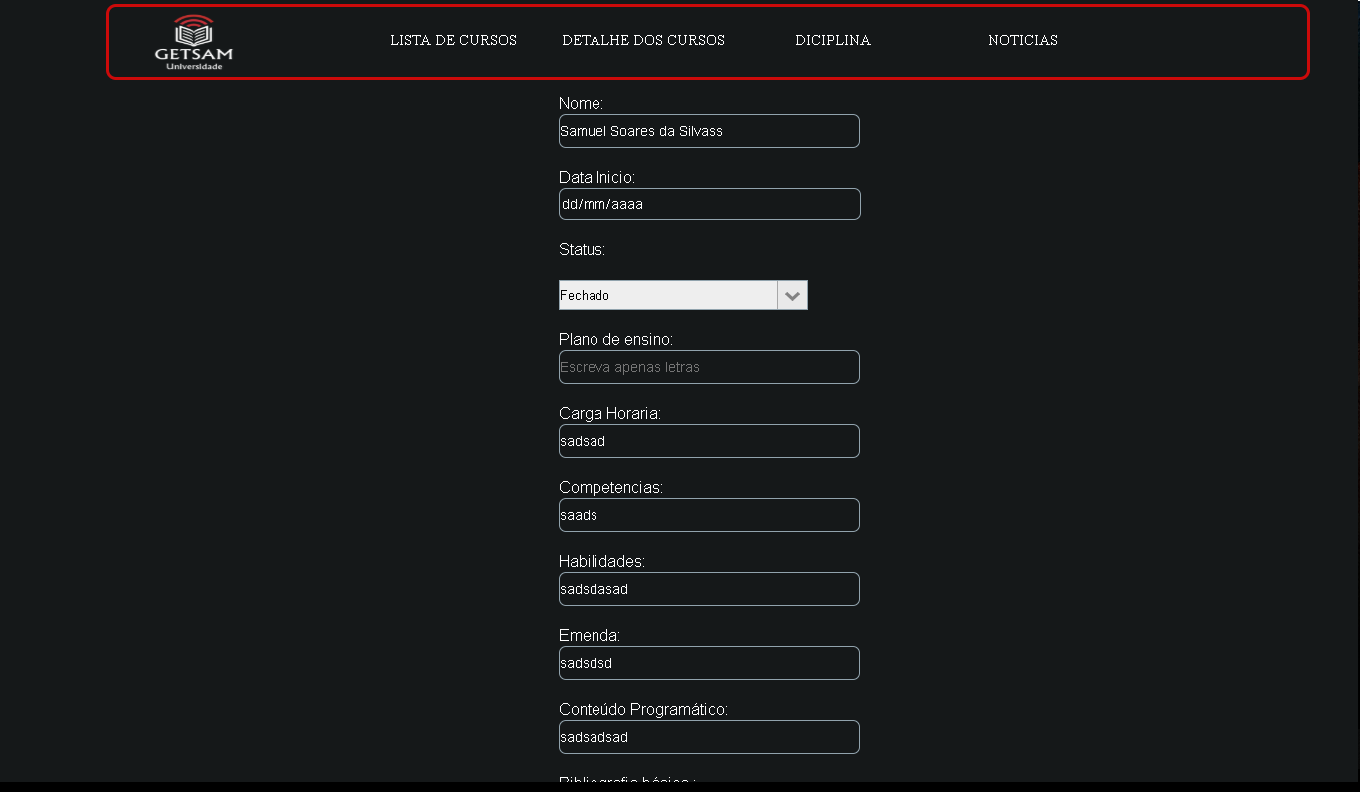 GETSAM
Universidade
LISTA DE CURSOS DETALHE DOS CURSOS DICIPLINA NOTICIAS
Nome:
Samuel Soares da Silvass
Data Inicio:
dd/mm/aaaa
Status:
Fechado
Plano de ensino:
Escreva apenas letras
Carga Horaria:
sadsad
Competencias:
saads
Habilidades:
sadsdasad
Emenda:
sadsdsd
Conteúdo Programático:
sadsadsad
Bibliografia básica :